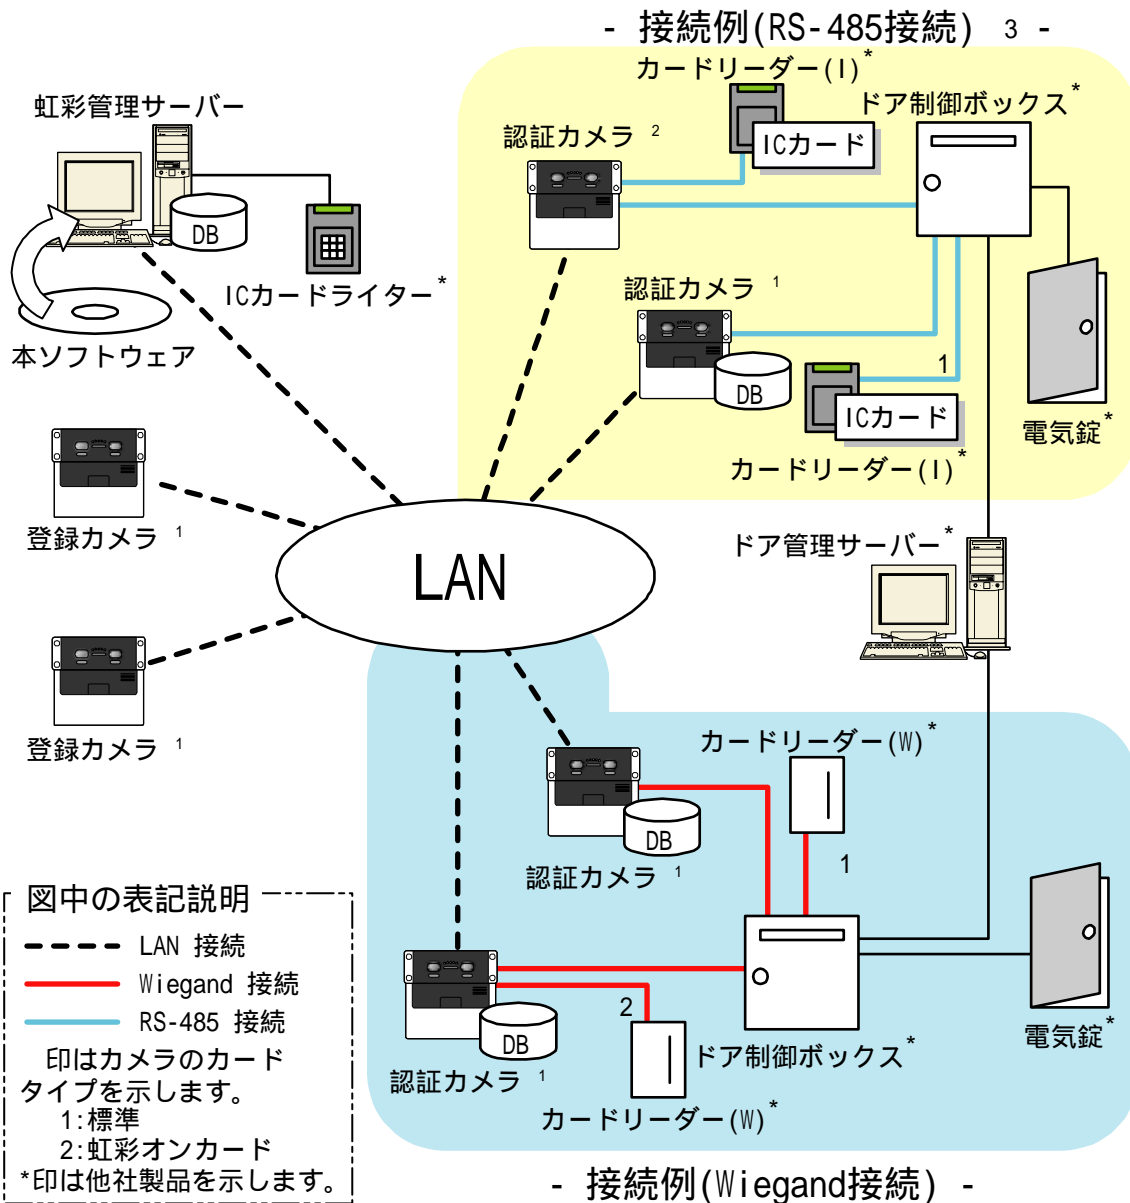 - 接続例(RS-485接続) 3 -
カードリーダー(I)*
ドア制御ボックス*
虹彩管理サーバー
認証カメラ 2
ICカード
DB
ICカードライター*
認証カメラ 1
本ソフトウェア
DB
1
ICカード
電気錠*
カードリーダー(I)*
登録カメラ 1
ドア管理サーバー*
LAN
登録カメラ 1
カードリーダー(W)*
DB
1
認証カメラ 1
図中の表記説明
LAN 接続
Wiegand 接続
RS-485 接続
印はカメラのカード
タイプを示します。
1:標準
2:虹彩オンカード
*印は他社製品を示します。
2
DB
ドア制御ボックス*
電気錠*
認証カメラ 1
カードリーダー(W)*
- 接続例(Wiegand接続) -